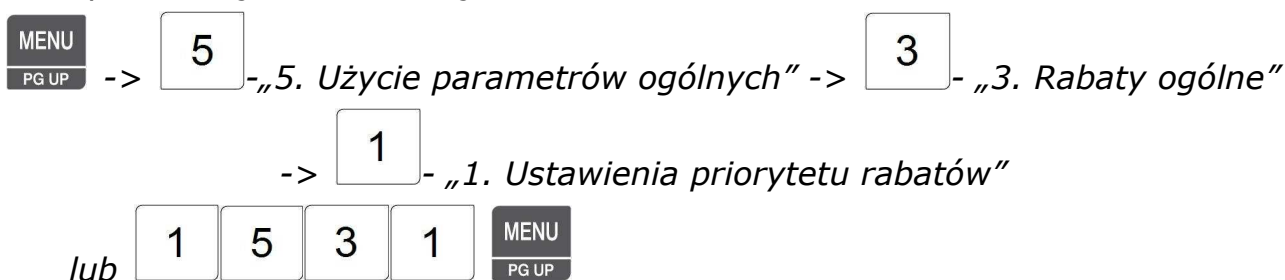 MENU PG UP -> 5 -„5. Użycie parametrów ogólnych” -> 3 - „3. Rabaty ogólne”
-> 1 - „1. Ustawienia priorytetu rabatów”
lub 1 5 3 1 MENU PG UP